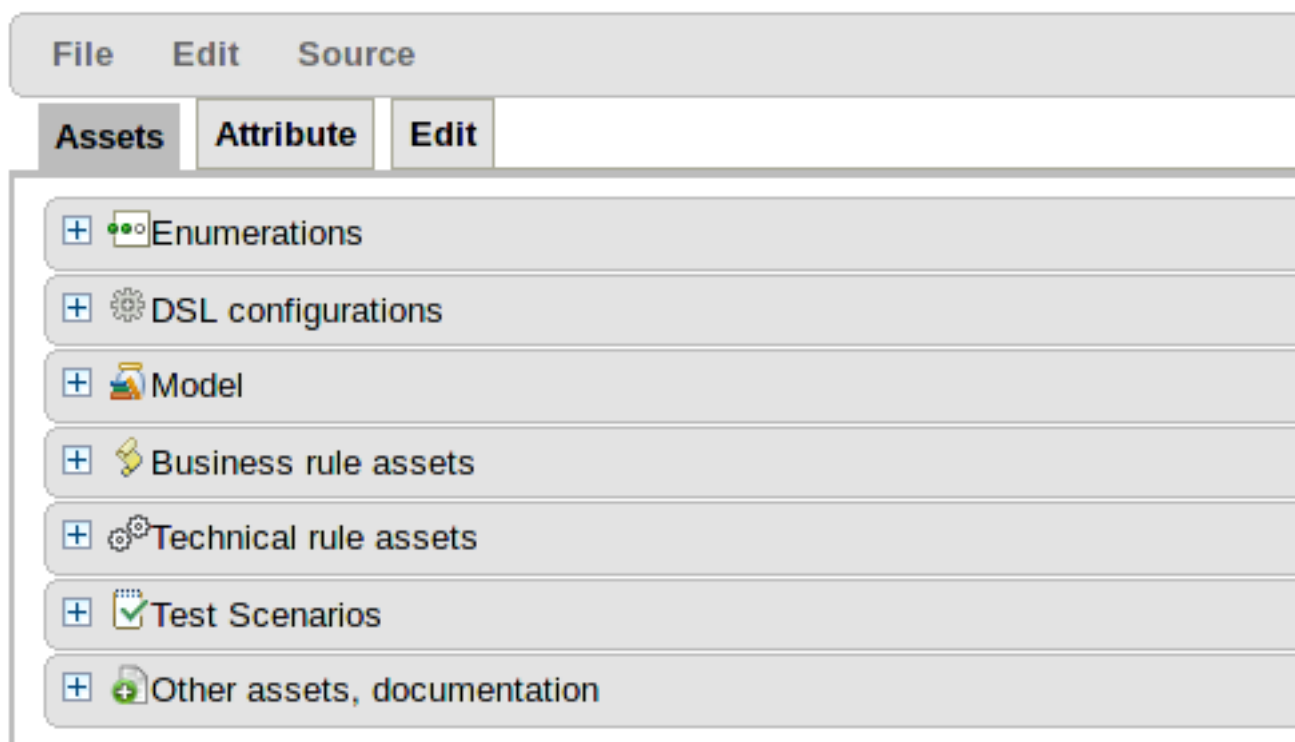 File Edit Source
Assets Attribute Edit
Enumerations
DSL configurations
Model
Business rule assets
Technical rule assets
Test Scenarios
Other assets, documentation